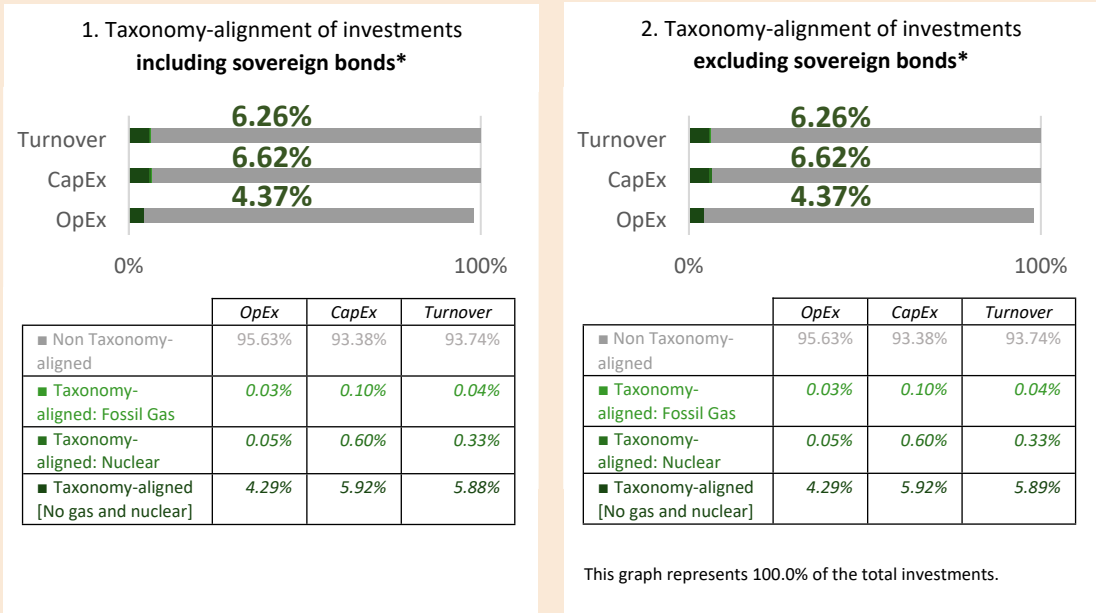 1. Taxonomy-alignment of investments
including sovereign bonds*
6.26%
Turnover
6.62%
CapEx
4.37%
OpEx
0% 100%
OpEx CapEx Turnover
■ Non Taxonomy- 95.63% 93.38% 93.74%
aligned
■ Taxonomy- 0.03% 0.10% 0.04%
aligned: Fossil Gas
■ Taxonomy- 0.05% 0.60% 0.33%
aligned: Nuclear
■ Taxonomy-aligned 4.29% 5.92% 5.88%
[No gas and nuclear]
2. Taxonomy-alignment of investments
excluding sovereign bonds*
6.26%
Turnover
6.62%
CapEx
4.37%
OpEx
0% 100%
OpEx CapEx Turnover
■ Non Taxonomy- 95.63% 93.38% 93.74%
aligned
■ Taxonomy- 0.03% 0.10% 0.04%
aligned: Fossil Gas
■ Taxonomy- 0.05% 0.60% 0.33%
aligned: Nuclear
■ Taxonomy-aligned 4.29% 5.92% 5.89%
[No gas and nuclear]
This graph represents 100.0% of the total investments.